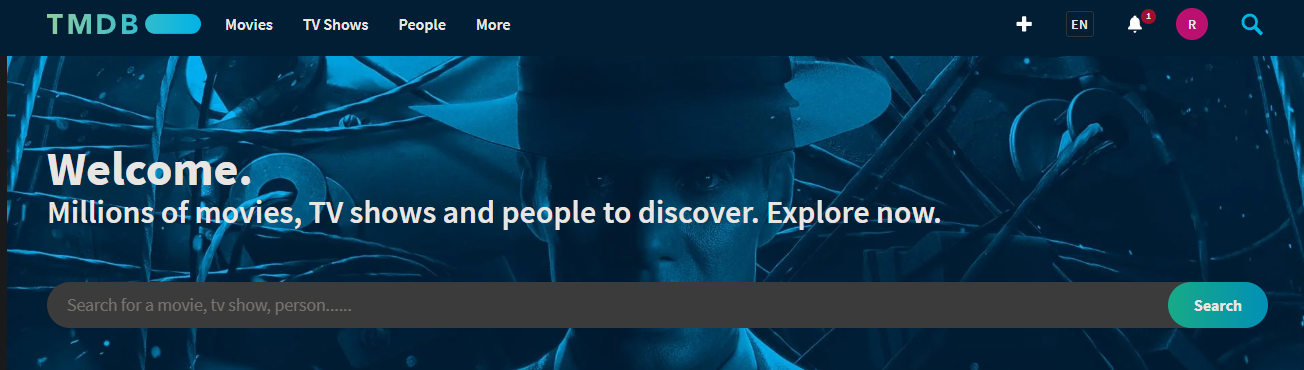 TMDB
Movies TV Shows People More
EN
1
R
Welcome.
Millions of movies, TV shows and people to discover. Explore now.
Search for a movie, tv show, person......
Search